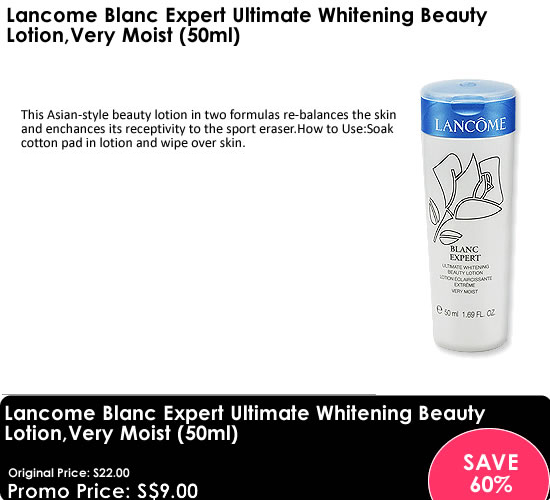 Lancome Blanc Expert Ultimate Whitening Beauty
Lotion,Very Moist (50ml)
This Asian-style beauty lotion in two formulas re-balances the skin
and enchances its receptivity to the sport eraser.How to Use:Soak
cotton pad in lotion and wipe over skin.
LANCÔME
BLANC
EXPERT
ULTIMATE WHITENING
BEAUTY LOTION
LOTION ÉCLAIRCISSANTE
EXTRÊME
VERY MOIST
e 50 ml 1.69 FL. OZ.
Lancome Blanc Expert Ultimate Whitening Beauty
Lotion,Very Moist (50ml)
Original Price: S22.00
Promo Price: S$9.00
SAVE
60%